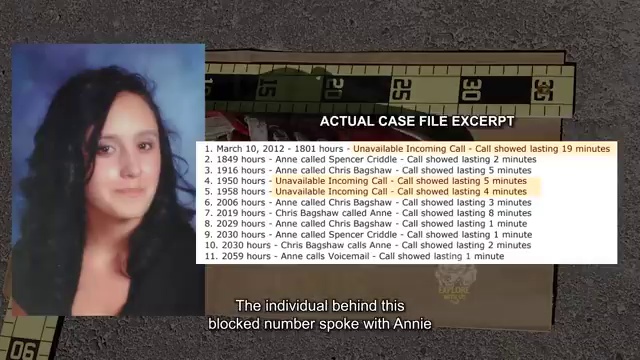 20
25
30
35
ACTUAL CASE FILE EXCERPT
1. March 10, 2012 - 1801 hours - Unavailable Incoming Call - Call showed lasting 19 minutes
2. 1849 hours - Anne called Spencer Criddle - Call showed lasting 2 minutes
3. 1916 hours - Anne called Chris Bagshaw - Call showed lasting 5 minutes
4. 1950 hours - Unavailable Incoming Call - Call showed lasting 5 minutes
5. 1958 hours - Unavailable Incoming Call - Call showed lasting 4 minutes
6. 2006 hours - Anne called Chris Bagshaw - Call showed lasting 3 minutes
7. 2019 hours - Chris Bagshaw called Anne - Call showed lasting 8 minutes
8. 2029 hours - Anne called Chris Bagshaw - Call showed lasting 1 minute
9. 2030 hours - Anne called Spencer Criddle - Call showed lasting 1 minute
10. 2030 hours - Chris Bagshaw calls Anne - Call showed lasting 2 minutes
11. 2059 hours - Anne calls Voicemail - Call showed lasting 1 minute
EXPLORE
The individual behind this
blocked number spoke with Annie
06